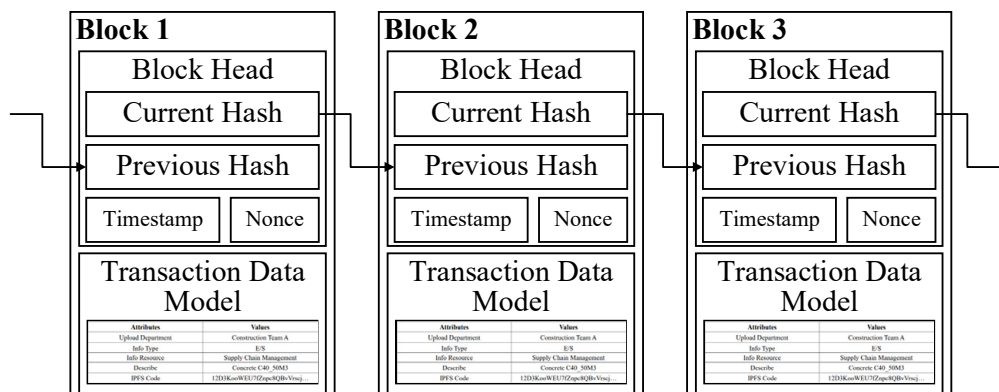 Block 1
Block Head
Current Hash
Previous Hash
Timestamp Nonce
Transaction Data
Model
Attributes Values
Upload Department Construction Team A
Info Type E/S
Info Resource Supply Chain Management
Describe Concrete C40_50M3
IPFS Code
Block 2
Block Head
Current Hash
Previous Hash
Timestamp Nonce
Transaction Data
Model
Attributes Values
Upload Department Construction Team A
Info Type E/S
Info Resource Supply Chain Management
Describe Concrete C40_50M3
IPFS Code
Block 3
Block Head
Current Hash
Previous Hash
Timestamp Nonce
Transaction Data
Model
Attributes Values
Upload Department Construction Team A
Info Type E/S
Info Resource Supply Chain Management
Describe Concrete C40_50M3
IPFS Code